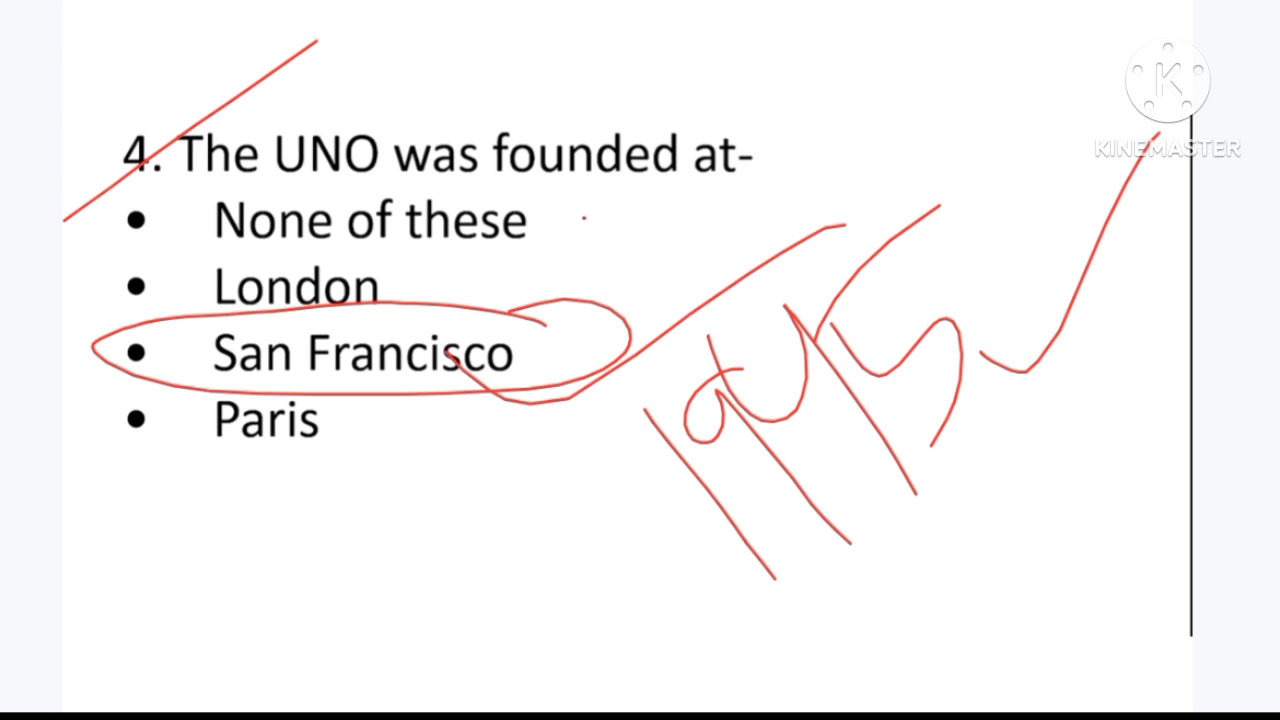 4. The UNO was founded at-
• None of these
• London
• San Francisco
• Paris
1945
K
KINEMASTER